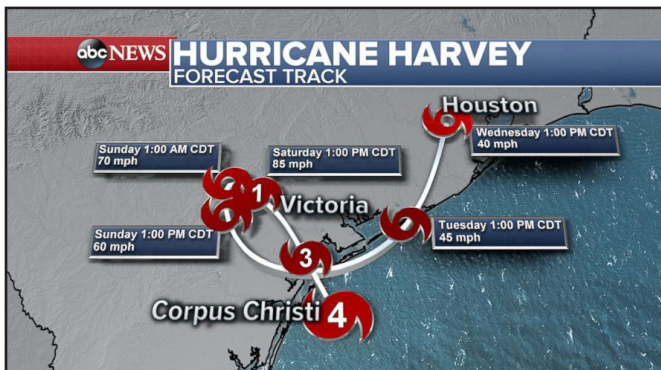 abc NEWS
HURRICANE HARVEY
FORECAST TRACK
Houston
Wednesday 1:00 PM CDT
40 mph
Sunday 1:00 AM CDT
70 mph
Saturday 1:00 PM CDT
85 mph
1
Victoria
Sunday 1:00 PM CDT
60 mph
Tuesday 1:00 PM CDT
45 mph
3
Corpus Christi
4